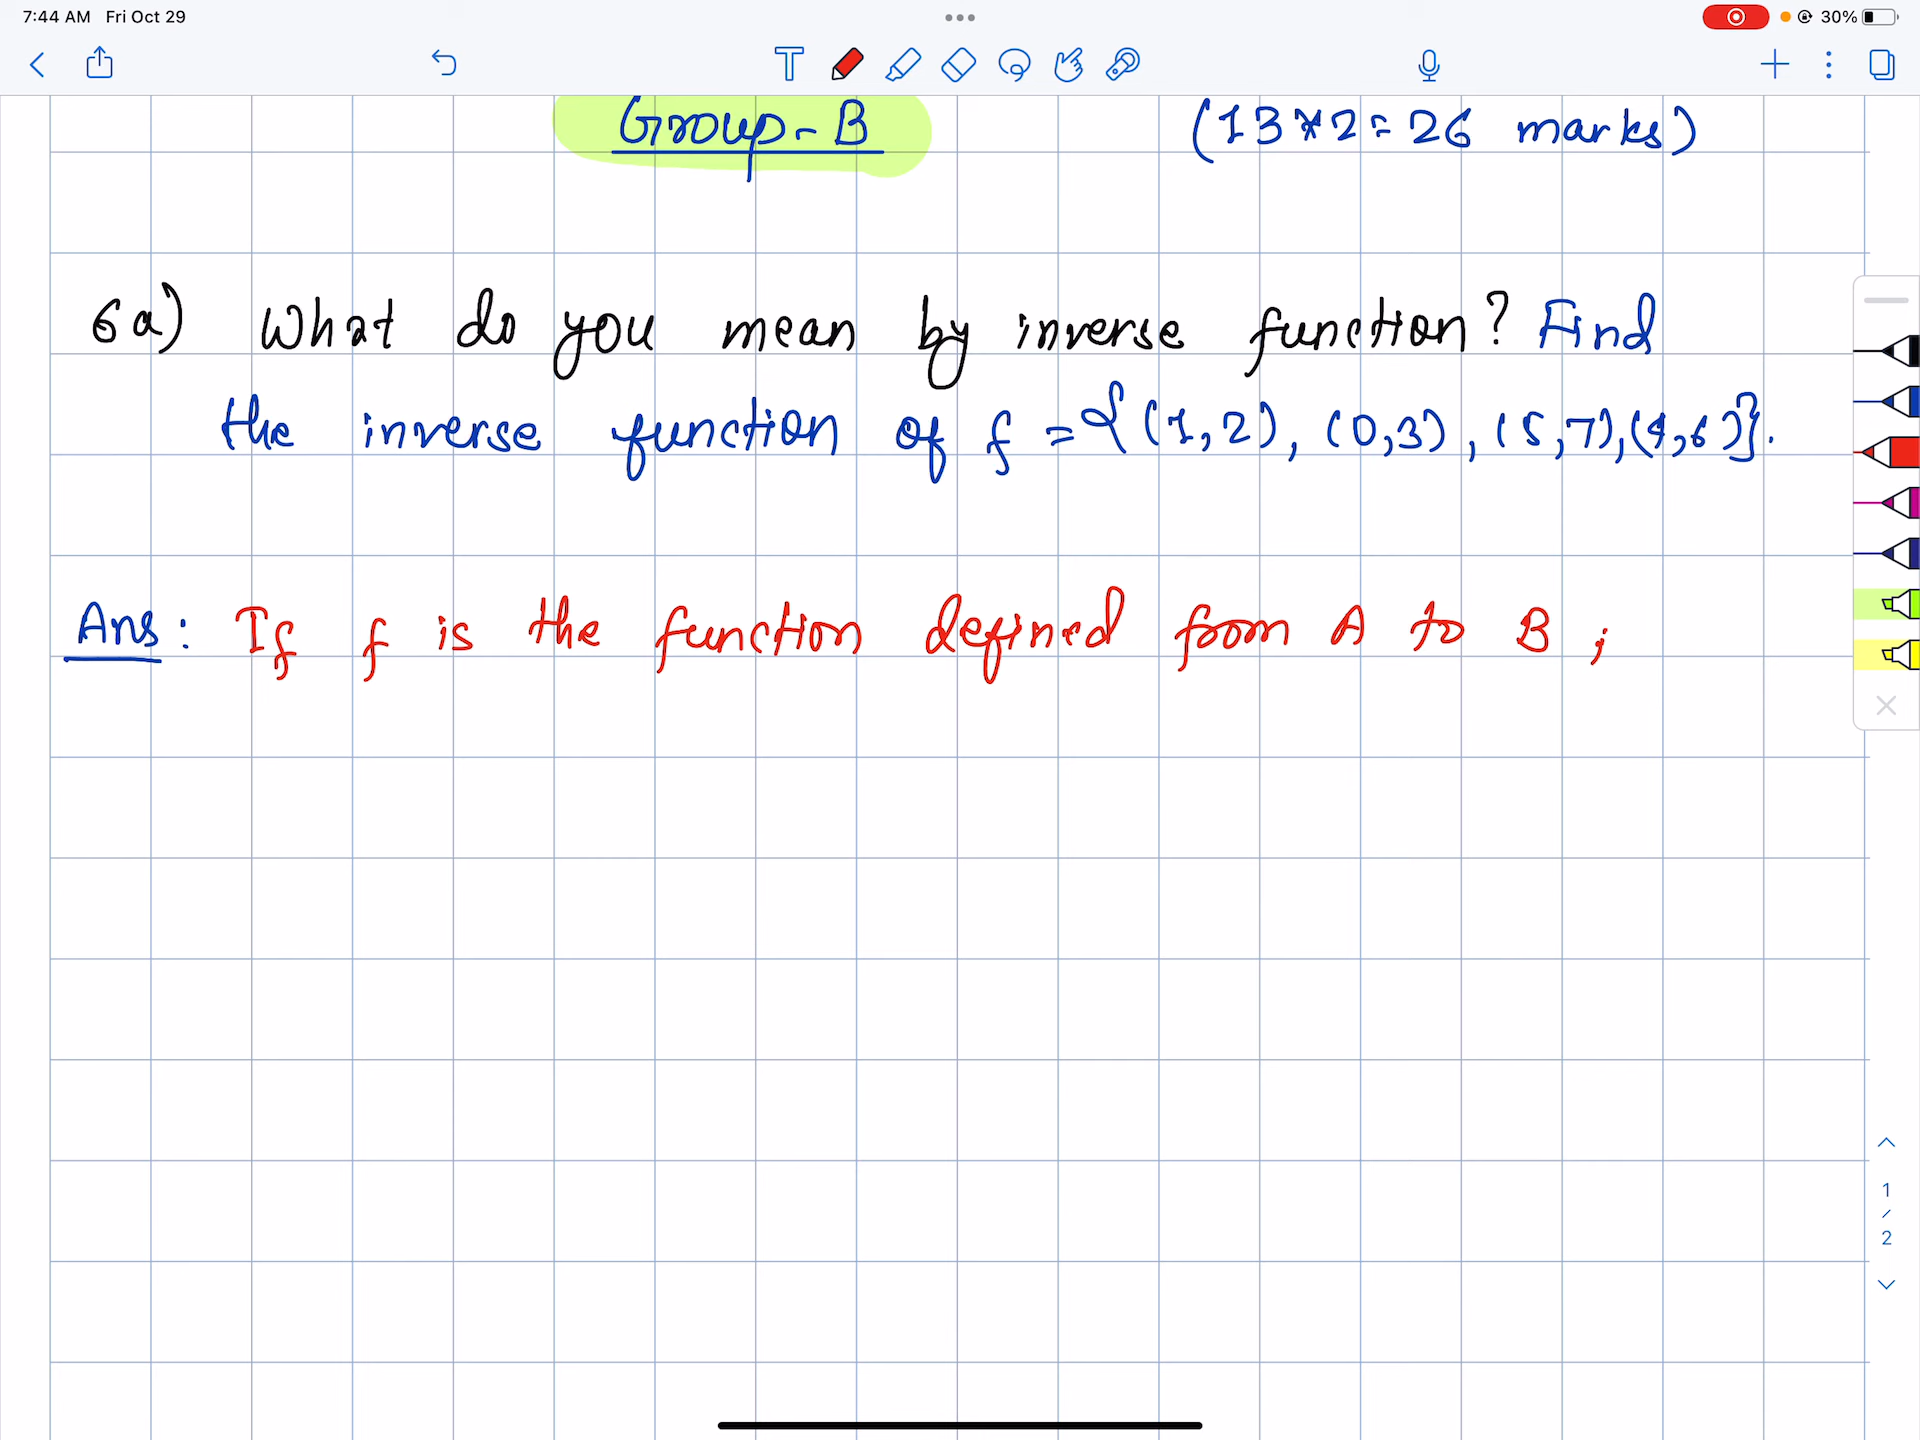 7:44 AM Fri Oct 29
30%
Group-B (13*2=26 marks)
6a) What do you mean by inverse function? Find
the inverse function of f = {(1,2), (0,3), (5,7),(4,6)}.
Ans: If f is the function defined from A to B ;
1
/
2